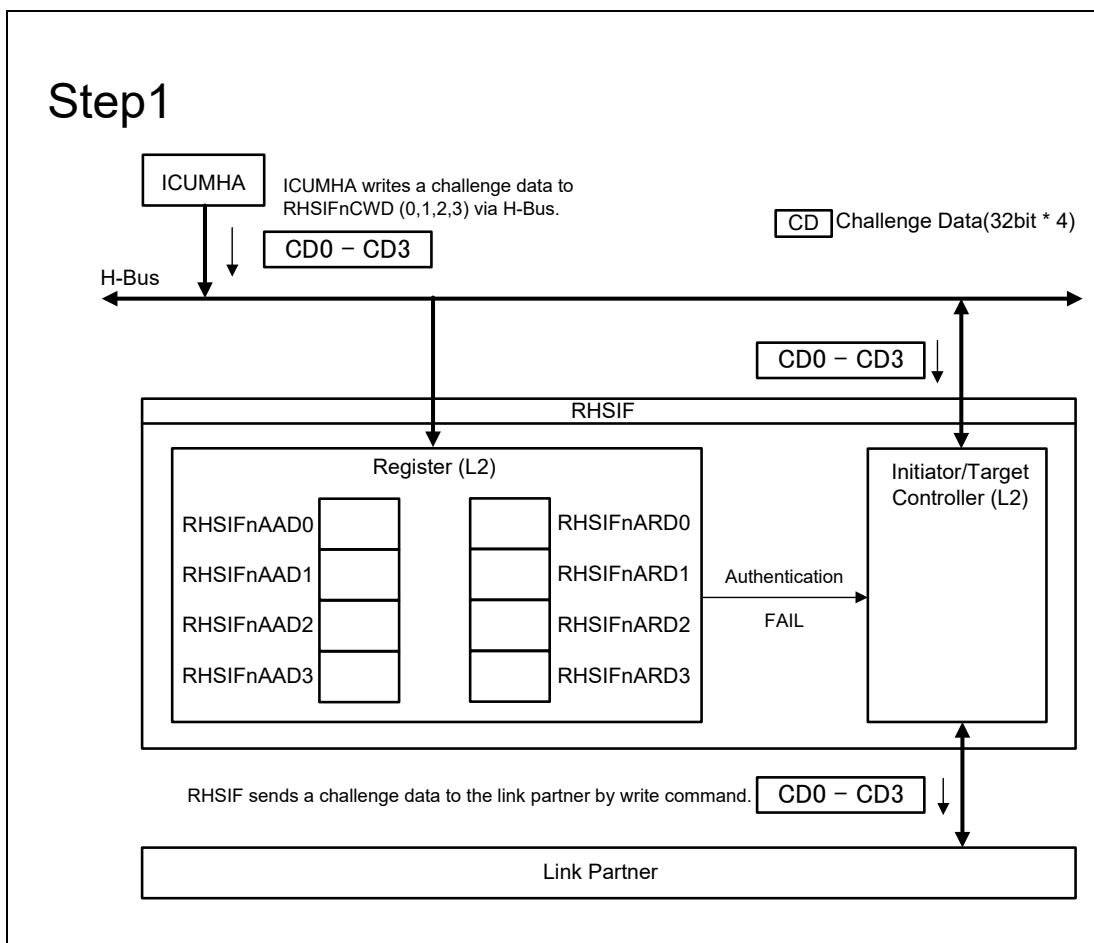 Step1
ICUMHA
ICUMHA writes a challenge data to
RHSIFnCWD (0,1,2,3) via H-Bus.
CD Challenge Data(32bit * 4)
CD0 − CD3
H-Bus
CD0 − CD3
RHSIF
Register (L2)
Initiator/Target
Controller (L2)
RHSIFnAAD0
RHSIFnARD0
RHSIFnAAD1
RHSIFnARD1
Authentication
RHSIFnAAD2
RHSIFnARD2
FAIL
RHSIFnAAD3
RHSIFnARD3
RHSIF sends a challenge data to the link partner by write command.
CD0 − CD3
Link Partner